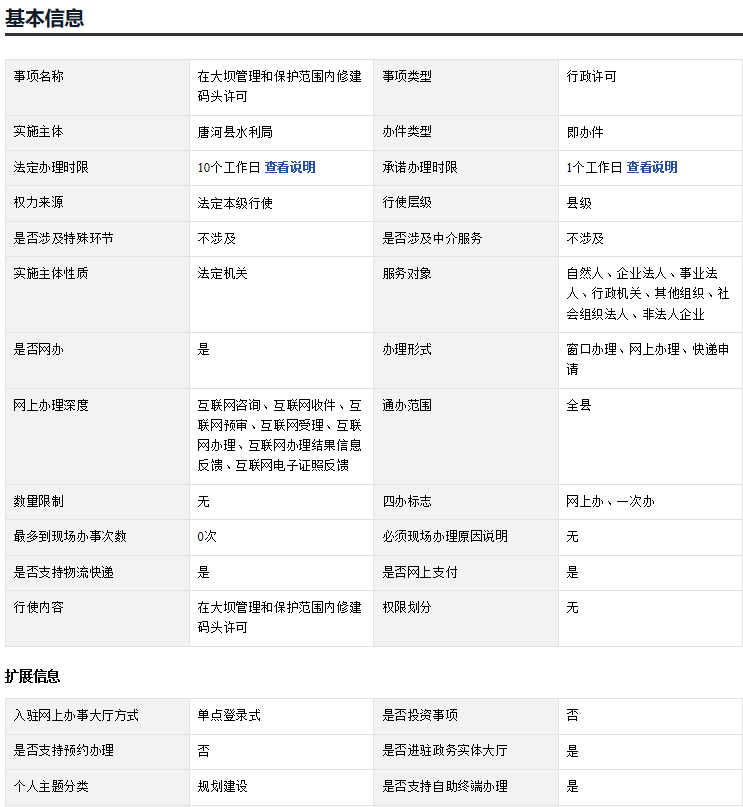 基本信息
事项名称 在大坝管理和保护范围内修建 事项类型 行政许可
码头许可
实施主体 唐河县水利局 办件类型 即办件
法定办理时限 10个工作日 查看说明 承诺办理时限 1个工作日 查看说明
权力来源 法定本级行使 行使层级 县级
是否涉及特殊环节 不涉及 是否涉及中介服务 不涉及
实施主体性质 法定机关 服务对象 自然人、企业法人、事业法
人、行政机关、其他组织、社
会组织法人、非法人企业
是否网办 是 办理形式 窗口办理、网上办理、快递申
请
网上办理深度 互联网咨询、互联网收件、互 通办范围 全县
联网预审、互联网受理、互联
网办理、互联网办理结果信息
反馈、互联网电子证照反馈
数量限制 无 四办标志 网上办、一次办
最多到现场办事次数 0次 必须现场办理原因说明 无
是否支持物流快递 是 是否网上支付 是
行使内容 在大坝管理和保护范围内修建 权限划分 无
码头许可
扩展信息
入驻网上办事大厅方式 单点登录式 是否投资事项 否
是否支持预约办理 否 是否进驻政务实体大厅 是
个人主题分类 规划建设 是否支持自助终端办理 是